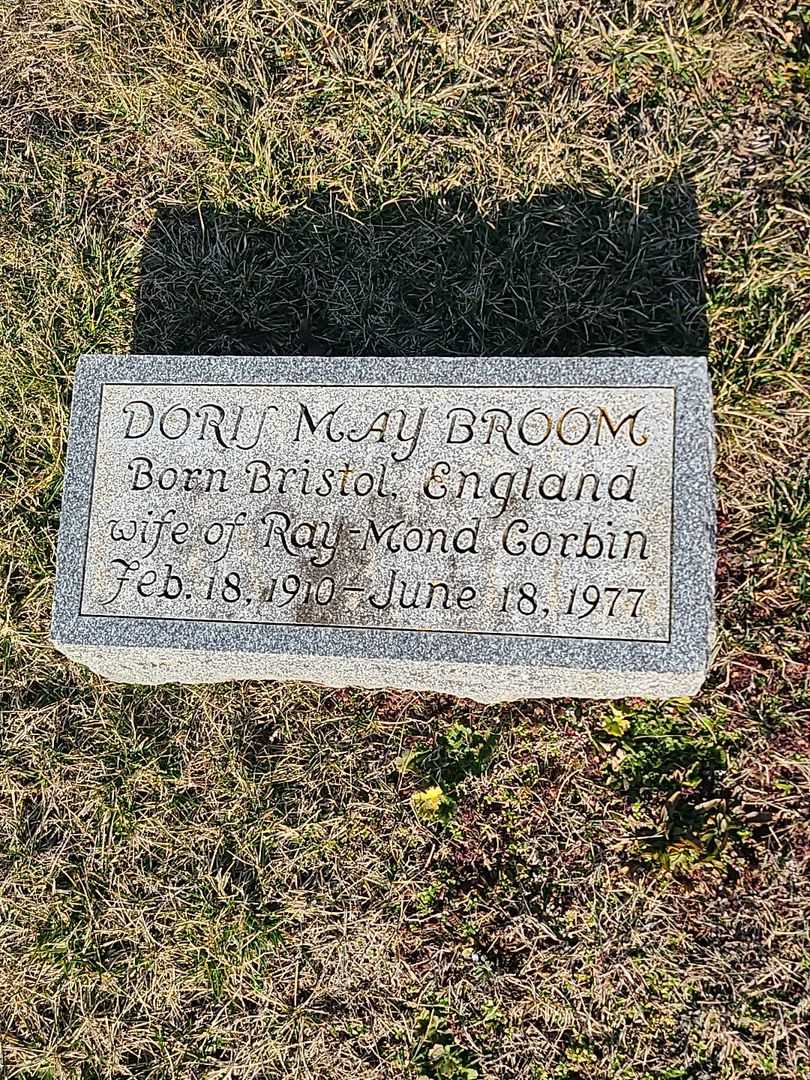 DORIS MAY BROOM
Born Bristol, England
wife of Ray-Mond Corbin
Feb. 18, 1910 – June 18, 1977